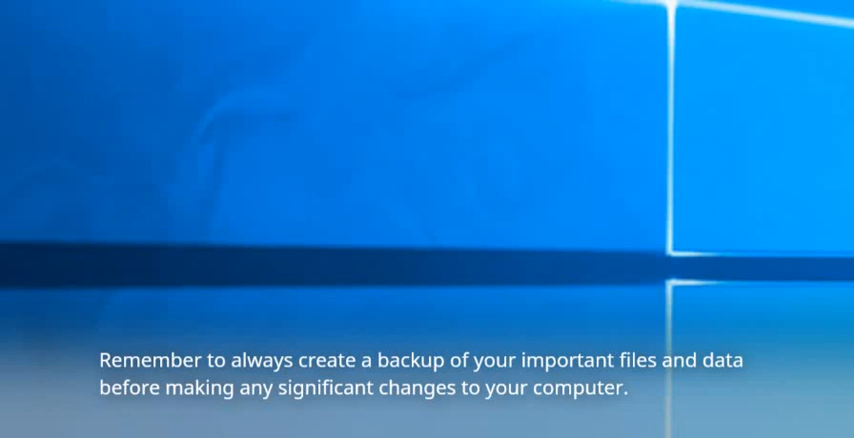 Remember to always create a backup of your important files and data
before making any significant changes to your computer.